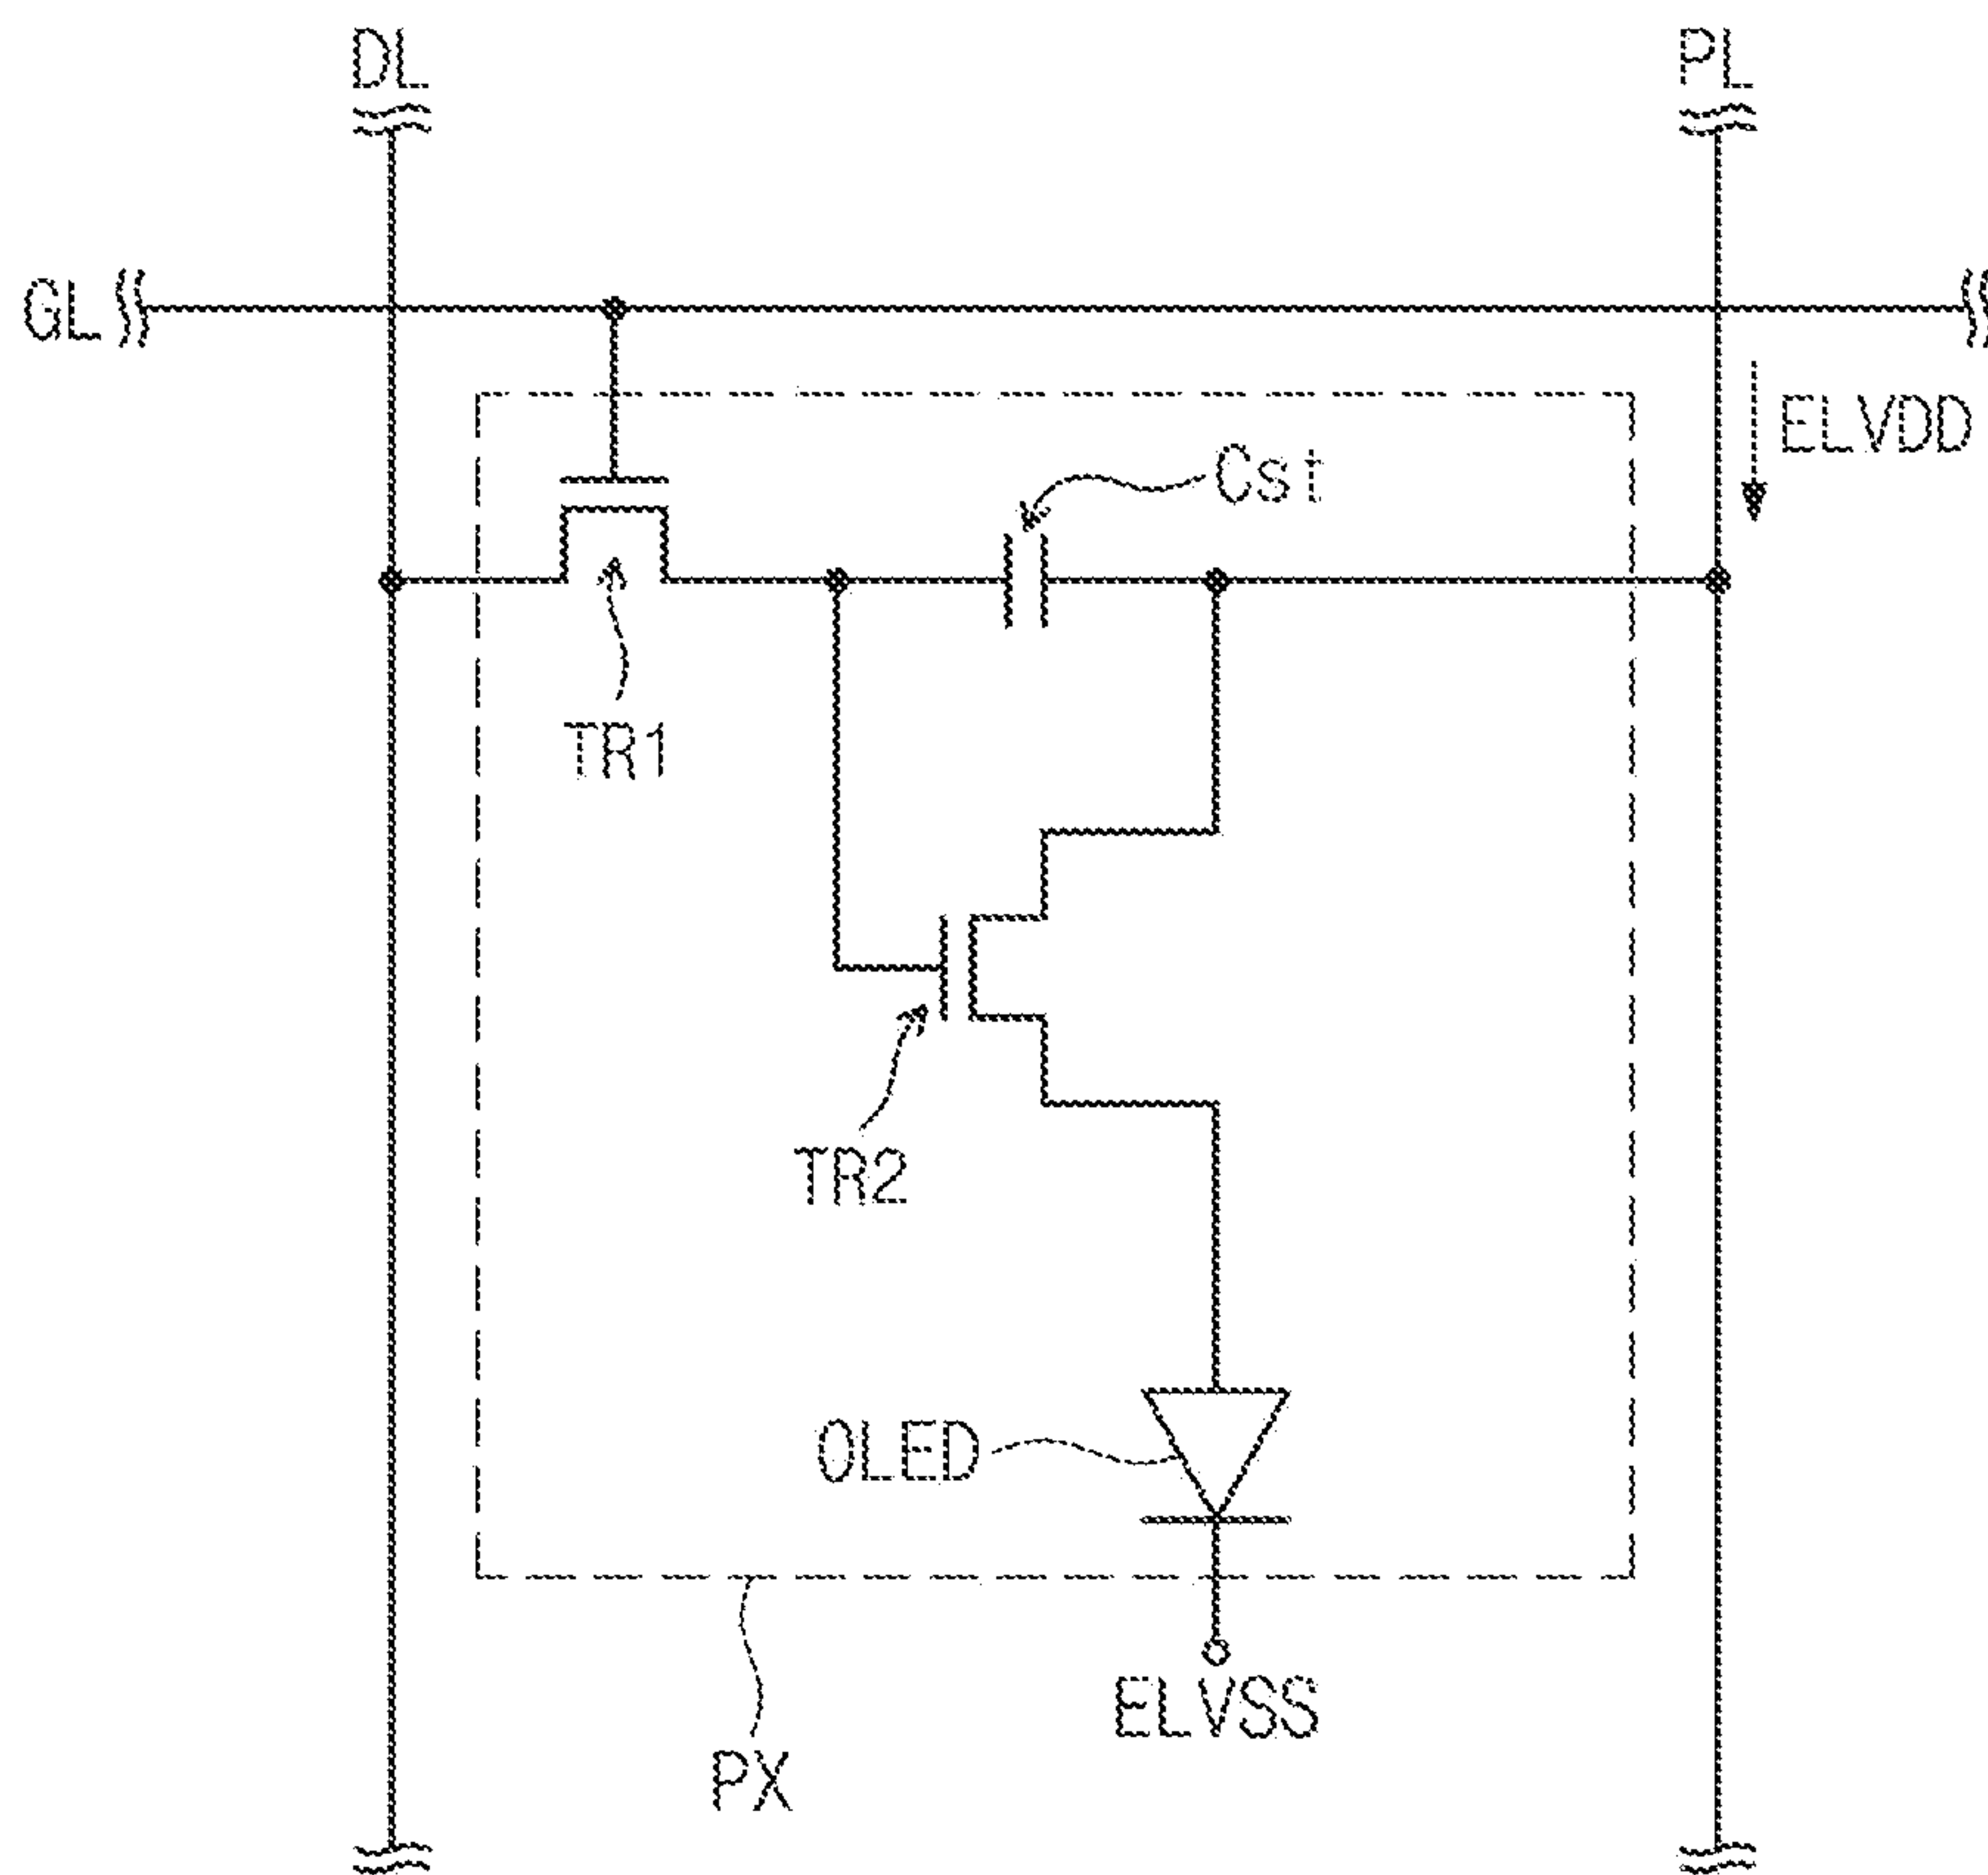 DL
PL
GL
ELVDD
Cst
TR1
TR2
OLED
ELVSS
PX